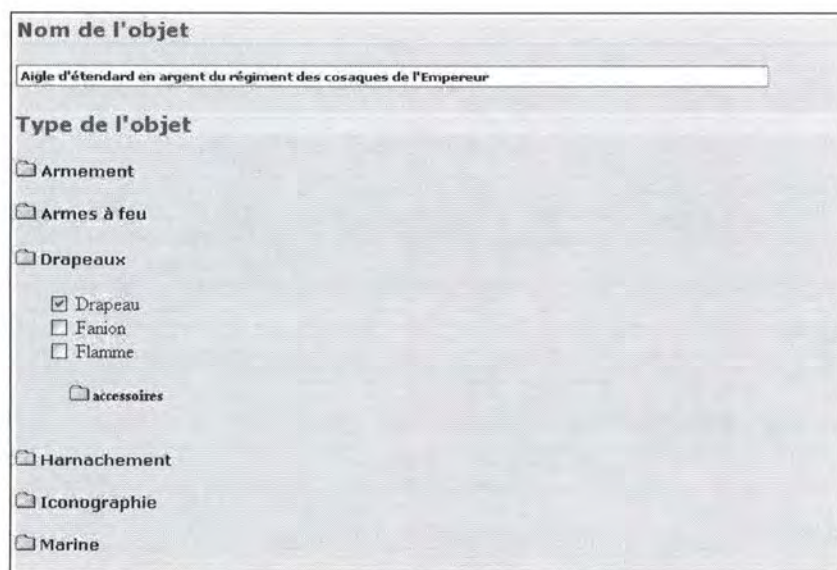 Nom de l'objet
Aigle d'étendard en argent du régiment des cosaques de l'Empereur
Type de l'objet
Armement
Armes à feu
Drapeaux
Drapeau
Fanion
Flamme
accessoires
Harnachement
Iconographie
Marine